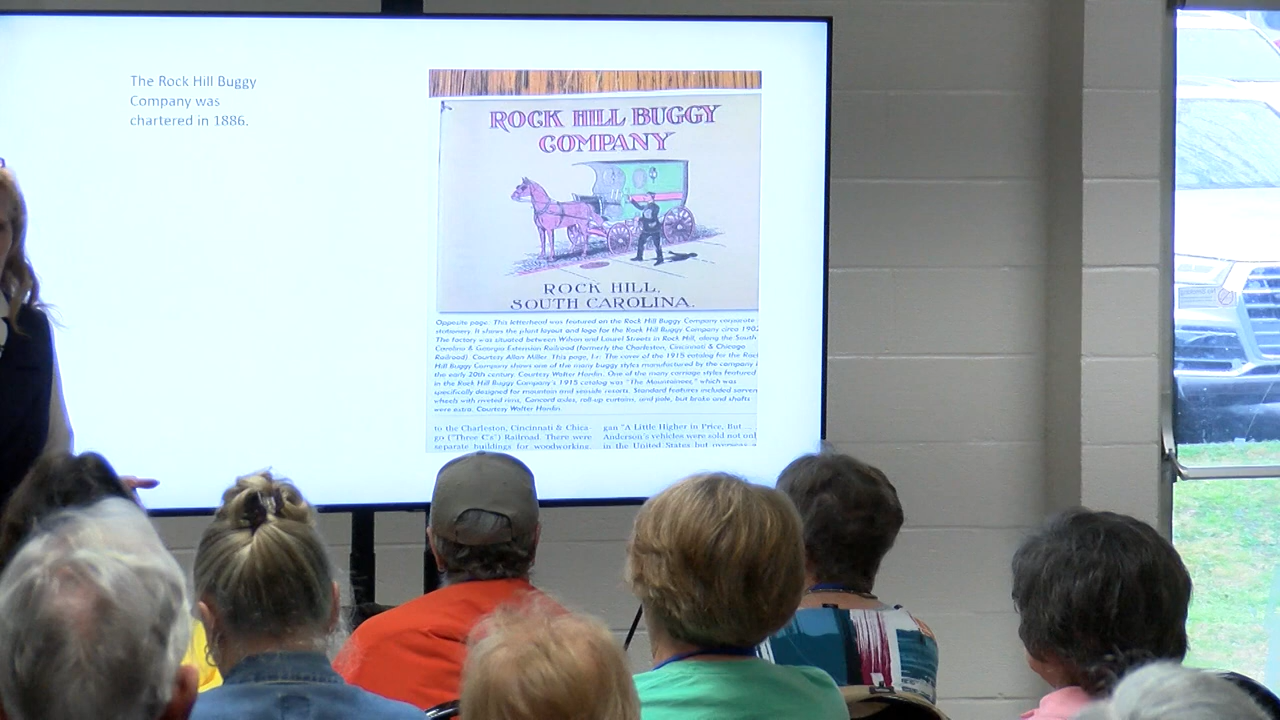 The Rock Hill Buggy
Company was
chartered in 1886.
ROCK HILL BUGGY
COMPANY
ROCK HILL,
SOUTH CAROLINA.
Opposite page. This letterhead was featured on the Rock Hill Buggy Company corporate
stationery. It shows the plant layout and logo for the Rock Hill Buggy Company circa 1902
The factory was situated between Wilson and Laurel Streets in Rock Hill, along the South
Carolina & Georgia Extension Railroad (formerly the Charleston, Cincinnati & Chicago
Railroad). Courtesy Allan Miller. This page, l-r: The cover of the 1915 catalog for the Rock
Hill Buggy Company shows one of the many buggy styles manufactured by the company i
the early 20th century. Courtesy Walter Hardin. One of the many carriage styles featured
in the Rock Hill Buggy Company's 1915 catalog was "The Mountaineer," which was
specifically designed for mountain and seaside resorts. Standard features included sarven
wheels with riveted rims, Concord axles, roll-up curtains, and pole, but brake and shafts
were extra. Courtesy Walter Hardin.
to the Charleston, Cincinnati & Chica-
go ("Three C's") Railroad. There were
separate buildings for woodworking,
gan "A Little Higher in Price, But....
Anderson's vehicles were sold not onl
in the United States but overseas a